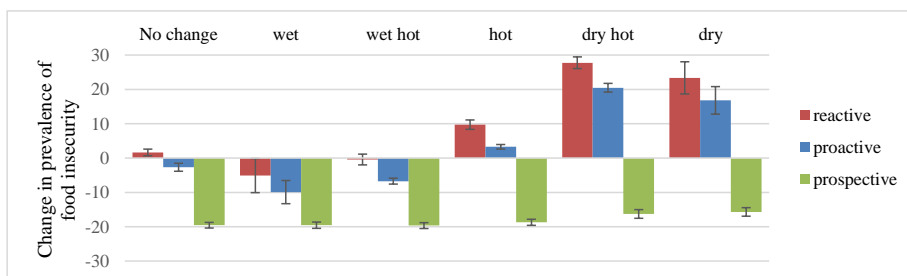 No change wet wet hot hot dry hot dry
Change in prevalence of
food insecurity
30
20
10
0
-10
-20
-30
reactive
proactive
prospective